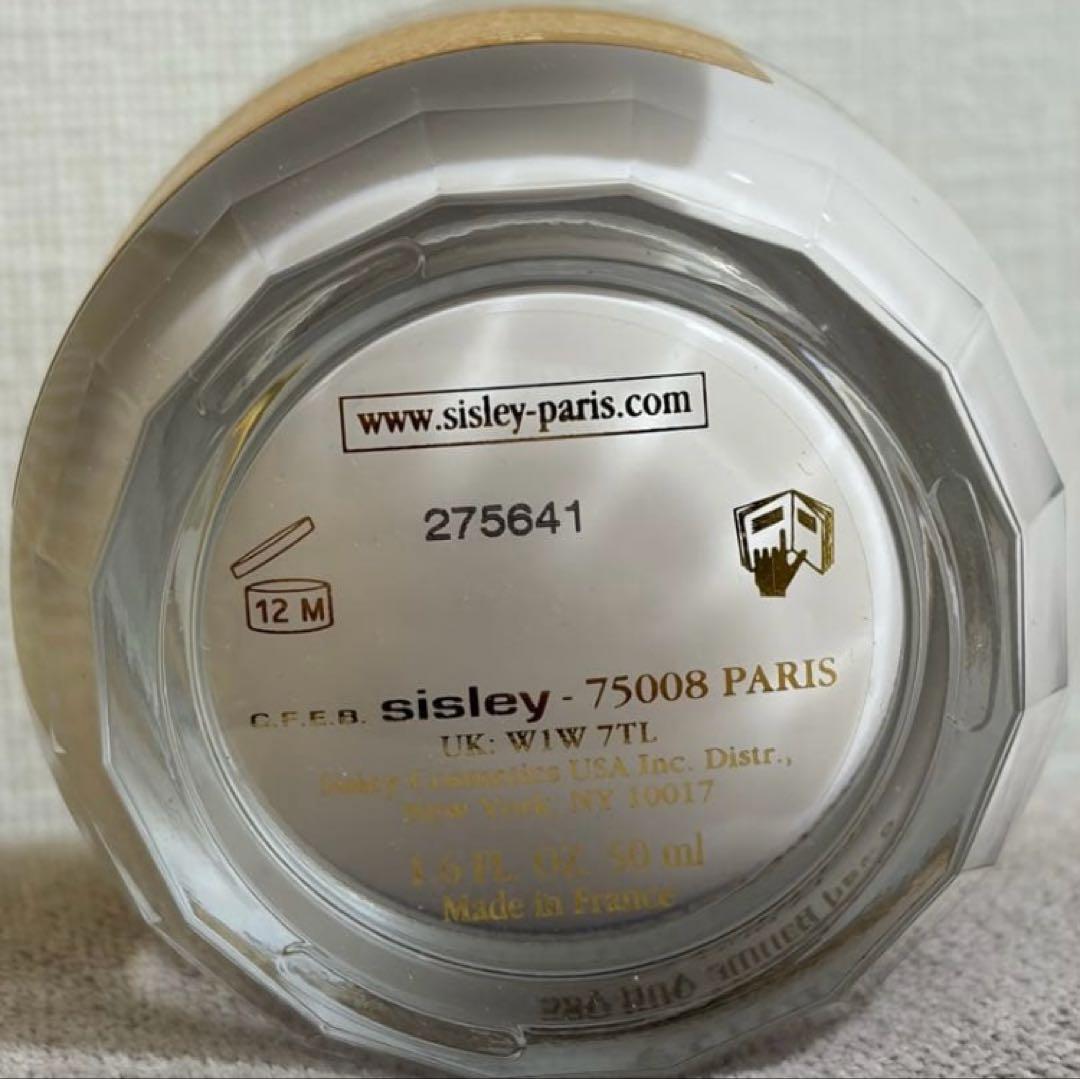 www.sisley-paris.com
275641
12 M
C.F.E.B. sisley - 75008 PARIS
UK: W1W 7TL
Sisley Cosmetics USA Inc. Distr.,
New York, NY 10017
1.6 FL. OZ. 50 ml
Made in France